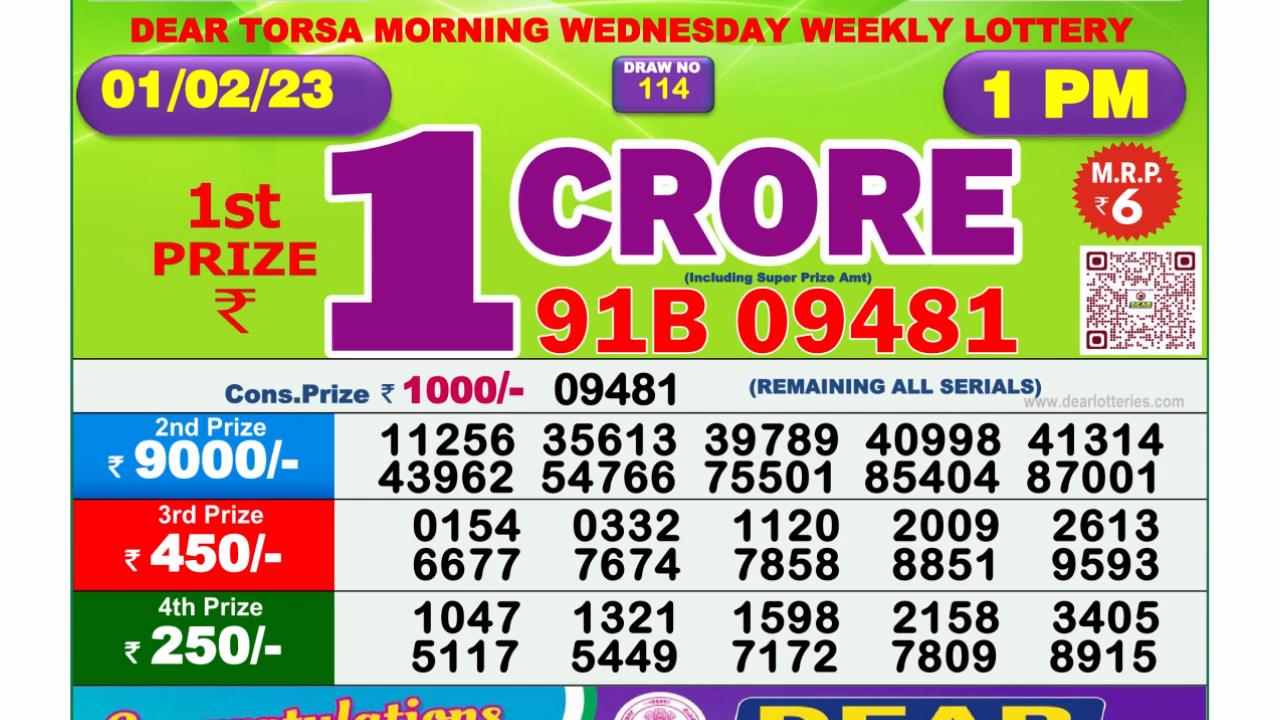 DEAR TORSA MORNING WEDNESDAY WEEKLY LOTTERY
01/02/23
DRAW NO
114
1 PM
1st
PRIZE
₹
1 CRORE
(Including Super Prize Amt)
91B 09481
M.R.P.
₹ 6
DEAR
Cons.Prize ₹ 1000/- 09481 (REMAINING ALL SERIALS)
www.dearlotteries.com
2nd Prize
₹ 9000/-
11256 35613 39789 40998 41314
43962 54766 75501 85404 87001
3rd Prize
₹ 450/-
0154 0332 1120 2009 2613
6677 7674 7858 8851 9593
4th Prize
₹ 250/-
1047 1321 1598 2158 3405
5117 5449 7172 7809 8915
Congratulations
DEAR